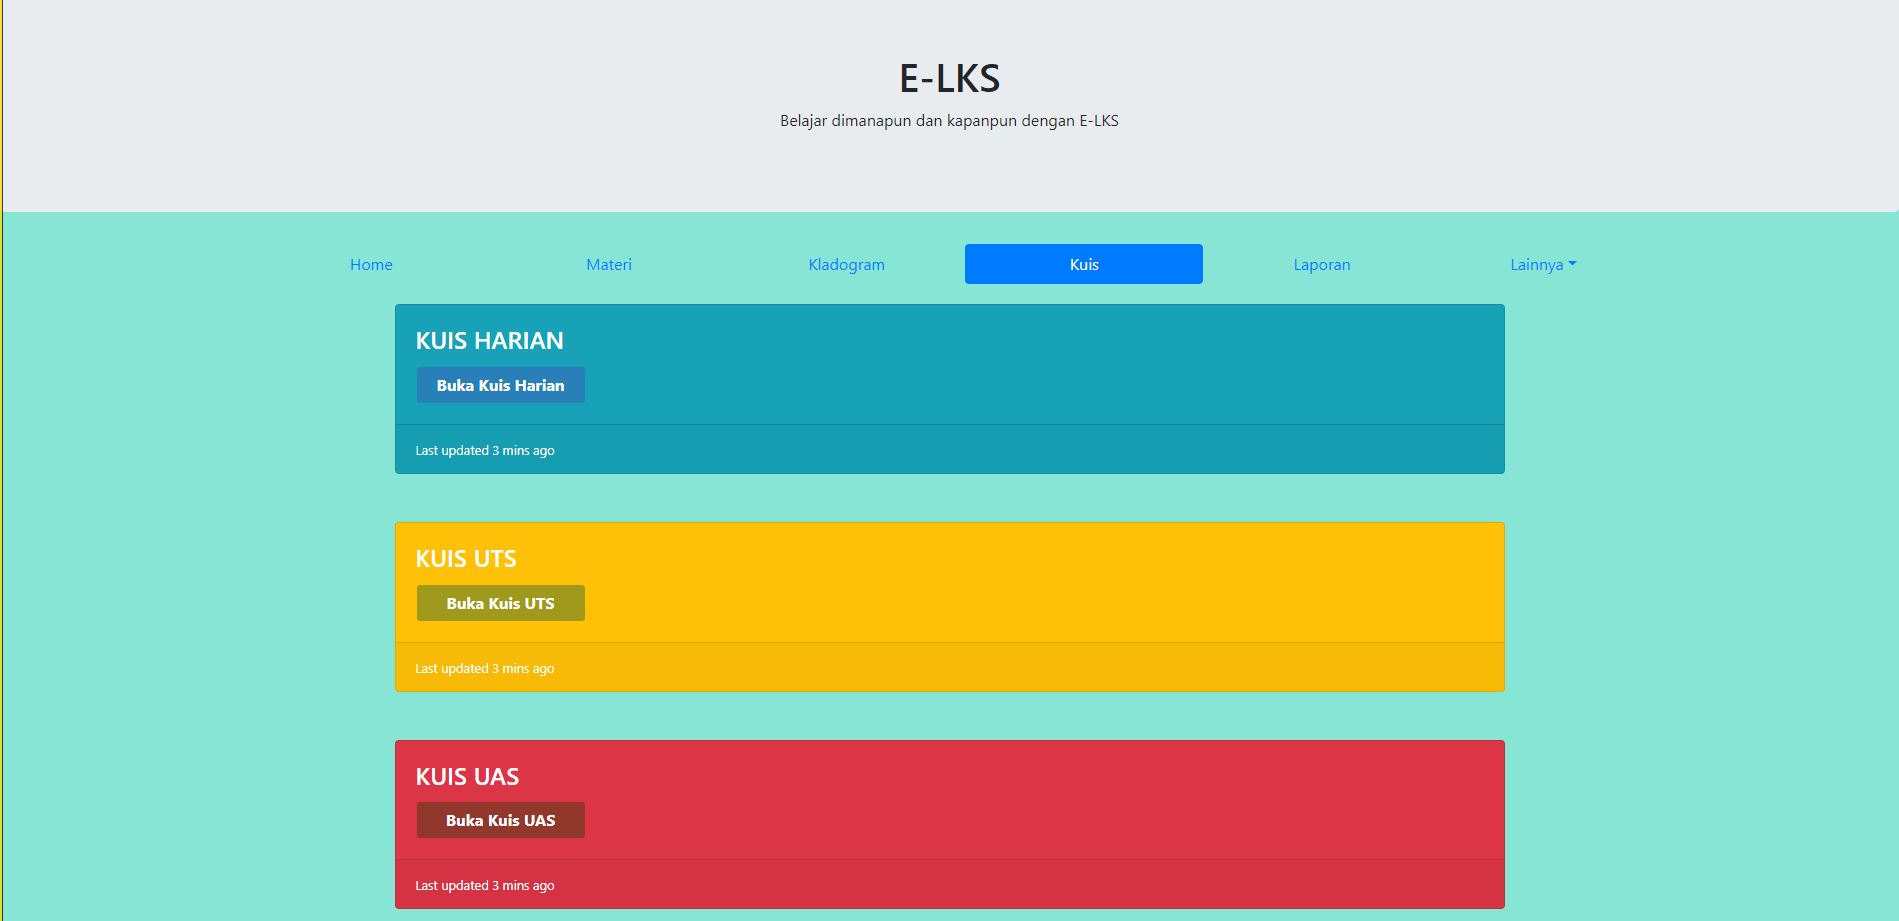 E-LKS
Belajar dimanapun dan kapanpun dengan E-LKS
Home Materi Kladogram Kuis Laporan Lainnya
KUIS HARIAN
Buka Kuis Harian
Last updated 3 mins ago
KUIS UTS
Buka Kuis UTS
Last updated 3 mins ago
KUIS UAS
Buka Kuis UAS
Last updated 3 mins ago